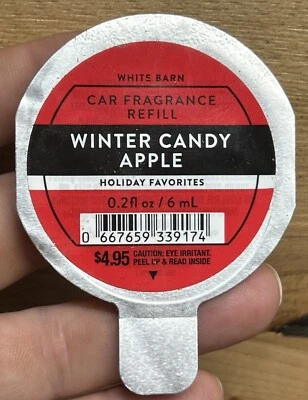 WHITE BARN
CAR FRAGRANCE
REFILL
WINTER CANDY
APPLE
HOLIDAY FAVORITES
0.2fl oz / 6 mL
0 667659 339174
$4.95 CAUTION: EYE IRRITANT.
PEEL UP & READ INSIDE